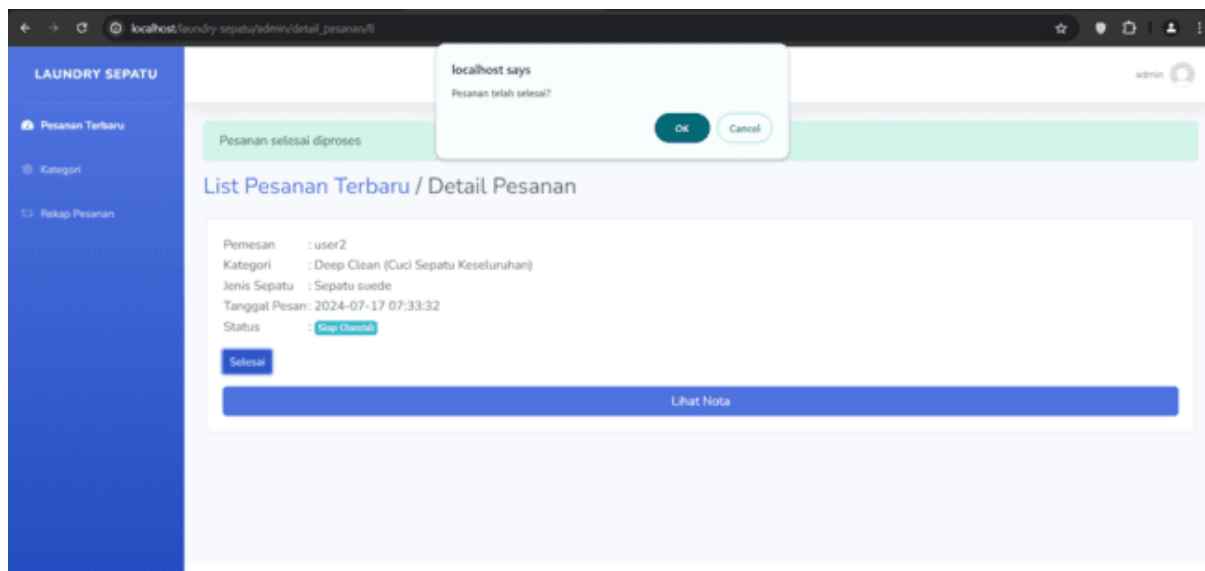 localhost/laundry-sepatu/admin/detail_pesanan/8
LAUNDRY SEPATU
localhost says
Pesanan telah selesai?
OK
Cancel
admin
Pesanan Terbaru
Kategori
Rekap Pesanan
Pesanan selesai diproses
List Pesanan Terbaru / Detail Pesanan
Pemesan : user2
Kategori : Deep Clean (Cuci Sepatu Keseluruhan)
Jenis Sepatu : Sepatu suede
Tanggal Pesan : 2024-07-17 07:33:32
Status : Siap Diambil
Selesai
Lihat Nota